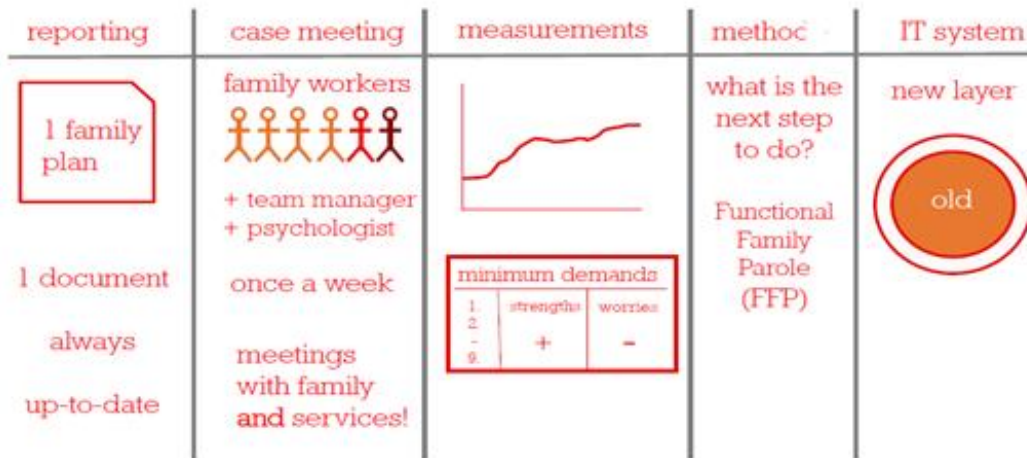 reporting
1 family
plan
1 document
always
up-to-date
case meeting
family workers
+ team manager
+ psychologist
once a week
meetings
with family
and services!
measurements
minimum demands
strengths worries
1.
2.
-
9.
+ -
methoc
what is the
next step
to do?
Functional
Family
Parole
(FFP)
IT system
new layer
old